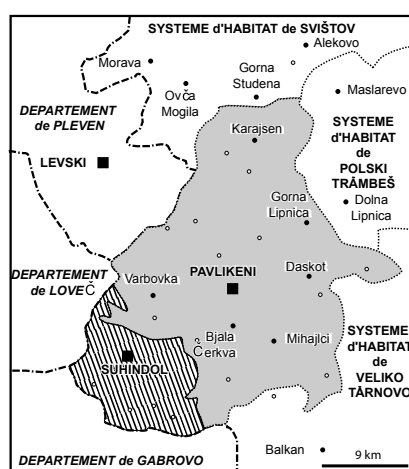 SYSTEME d'HABITAT de SVIŠTOV
Alekovo
Morava
Gorna
Studena
Ovča
Mogila
Maslarevo
DEPARTEMENT
de PLEVEN
Karajsen
SYSTEME
d'HABITAT
de
POLSKI
TRÁMBEŠ
LEVSKI
Gorna
Lipnica
Dolna
Lipnica
DEPARTEMENT
de LOVEČ
Varbovka
PAVLIKENI
Daskot
SUHINDOL
Bjala
Čerkva
Mihajlci
SYSTEME
d'HABITAT
de
VELIKO
TÁRNOVO
Balkan
9 km
DEPARTEMENT de GABROVO